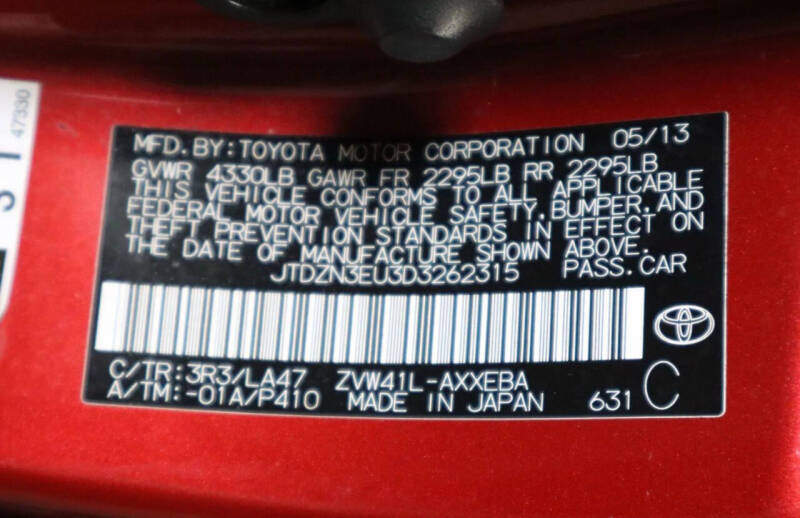 47330
MFD.BY:TOYOTA MOTOR CORPORATION 05/13
GVWR 4330LB GAWR FR 2295LB RR 2295LB
THIS VEHICLE CONFORMS TO ALL APPLICABLE
FEDERAL MOTOR VEHICLE SAFETY,BUMPER,AND
THEFT PREVENTION STANDARDS IN EFFECT ON
THE DATE OF MANUFACTURE SHOWN ABOVE.
JTDZN3EU3D3262315 PASS.CAR
C/TR:3R3/LA47 ZVW41L-AXXEBA
A/TM:-01A/P410 MADE IN JAPAN 631 C